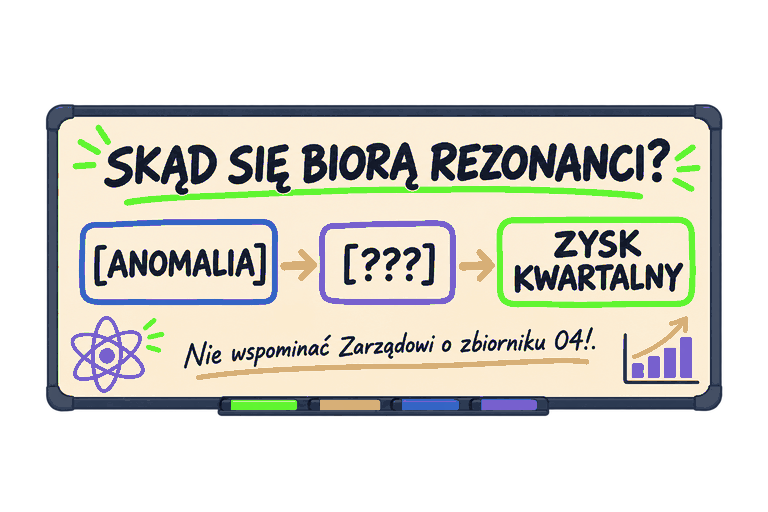 SKĄD SIĘ BIORĄ REZONANCI?
[ANOMALIA]
[???]
ZYSK
KWARTALNY
Nie wspominać Zarządowi o zbiorniku 04!.